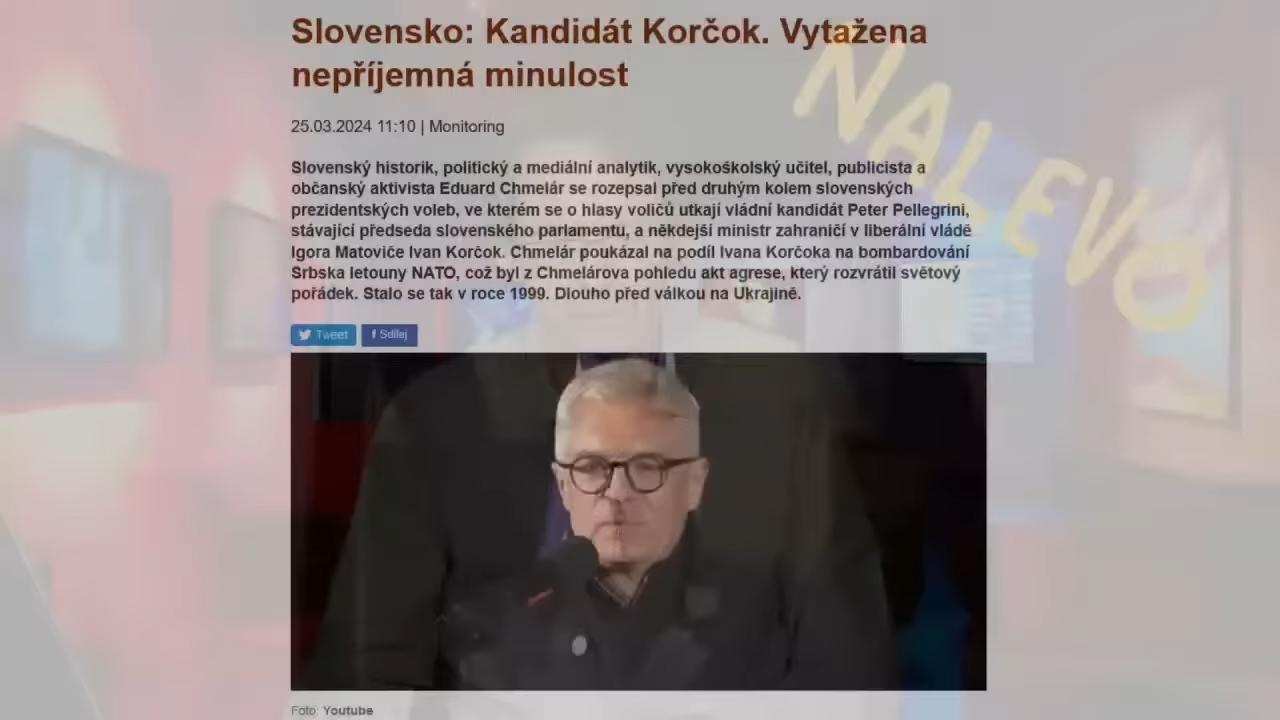 Slovensko: Kandidát Korčok. Vytažena
nepříjemná minulost
25.03.2024 11:10 | Monitoring
Slovenský historik, politický a mediální analytik, vysokoškolský učitel, publicista a
občanský aktivista Eduard Chmelár se rozepsal před druhým kolem slovenských
prezidentských voleb, ve kterém se o hlasy voličů utkají vládní kandidát Peter Pellegrini,
stávající předseda slovenského parlamentu, a někdejší ministr zahraničí v liberální vládě
Igora Matoviče Ivan Korčok. Chmelár poukázal na podíl Ivana Korčoka na bombardování
Srbska letouny NATO, což byl z Chmelárova pohledu akt agrese, který rozvrátil světový
pořádek. Stalo se tak v roce 1999. Dlouho před válkou na Ukrajině.
Tweet
f Sdílej
Foto: Youtube
NALEVO